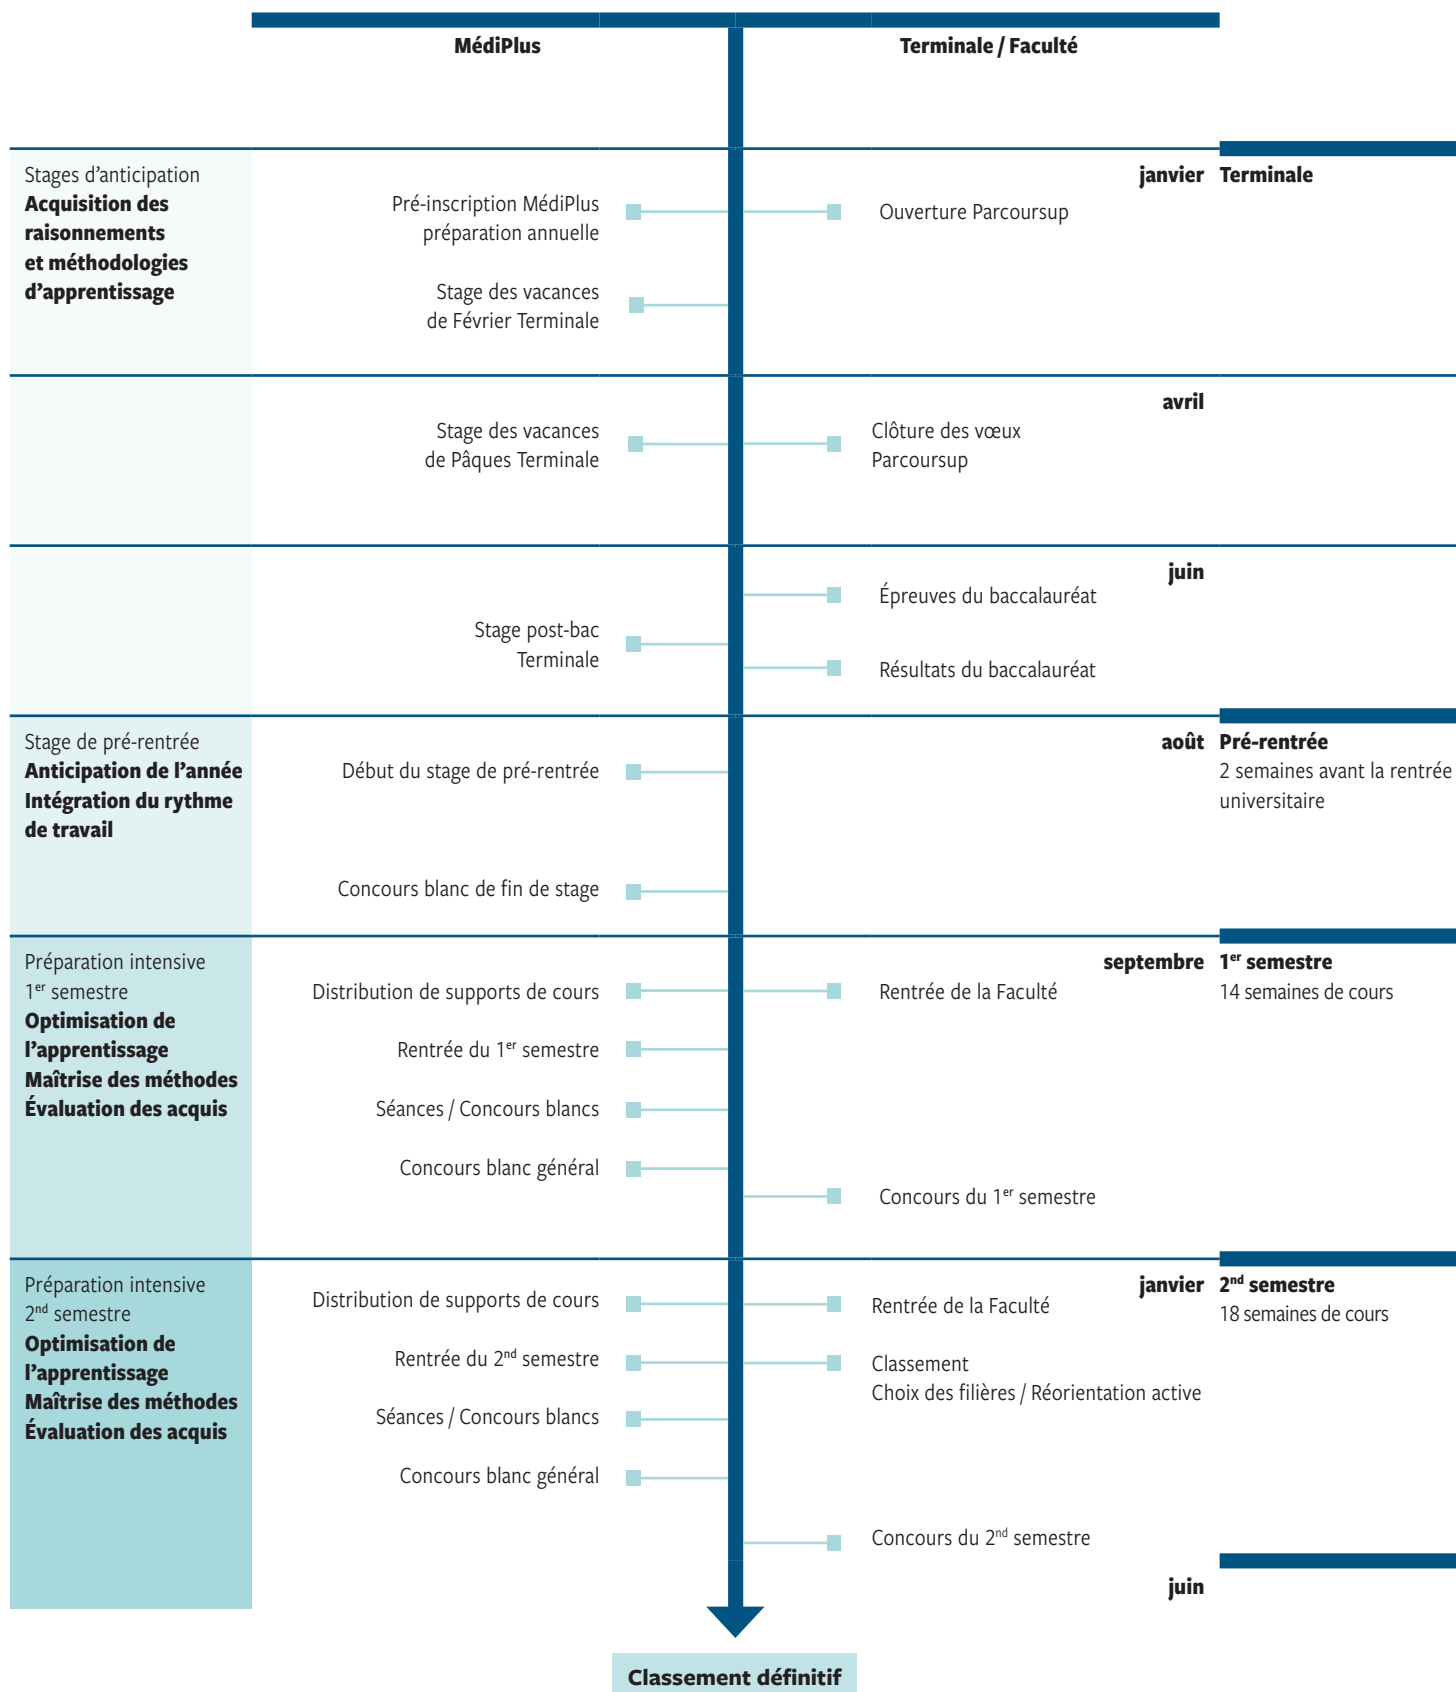 MédiPlus
Terminale / Faculté
Stages d’anticipation
Acquisition des
raisonnements
et méthodologies
d’apprentissage
Pré-inscription MédiPlus
préparation annuelle
Stage des vacances
de Février Terminale
janvier
Ouverture Parcoursup
Terminale
Stage des vacances
de Pâques Terminale
avril
Clôture des vœux
Parcoursup
juin
Épreuves du baccalauréat
Stage post-bac
Terminale
Résultats du baccalauréat
Stage de pré-rentrée
Anticipation de l’année
Intégration du rythme
de travail
Début du stage de pré-rentrée
Concours blanc de fin de stage
août
Pré-rentrée
2 semaines avant la rentrée
universitaire
Préparation intensive
1er semestre
Optimisation de
l’apprentissage
Maîtrise des méthodes
Évaluation des acquis
Distribution de supports de cours
Rentrée du 1er semestre
Séances / Concours blancs
Concours blanc général
septembre
Rentrée de la Faculté
Concours du 1er semestre
1er semestre
14 semaines de cours
Préparation intensive
2nd semestre
Optimisation de
l’apprentissage
Maîtrise des méthodes
Évaluation des acquis
Distribution de supports de cours
Rentrée du 2nd semestre
Séances / Concours blancs
Concours blanc général
janvier
Rentrée de la Faculté
Classement
Choix des filières / Réorientation active
Concours du 2nd semestre
2nd semestre
18 semaines de cours
juin
Classement définitif